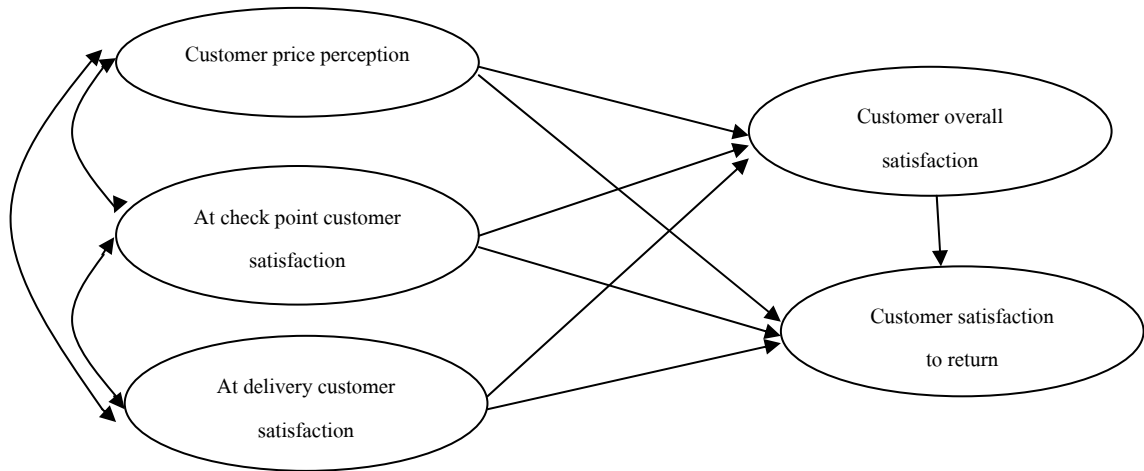 Customer price perception
At check point customer
satisfaction
At delivery customer
satisfaction
Customer overall
satisfaction
Customer satisfaction
to return